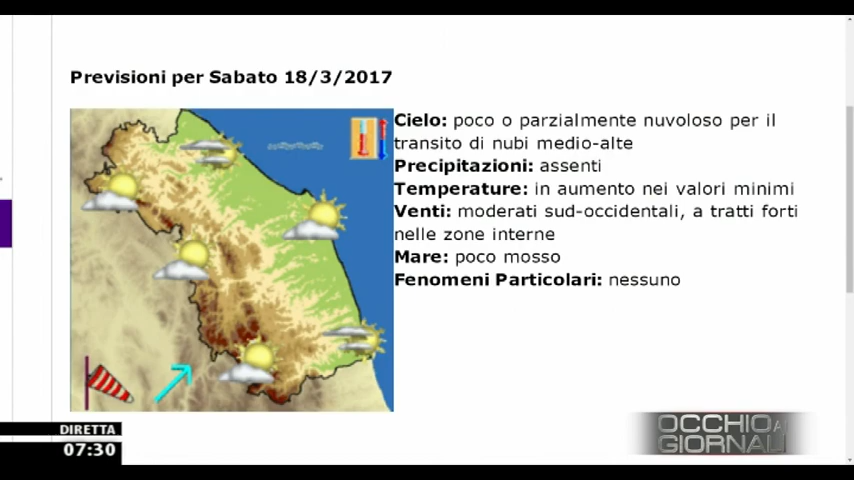 Previsioni per Sabato 18/3/2017
Cielo: poco o parzialmente nuvoloso per il
transito di nubi medio-alte
Precipitazioni: assenti
Temperature: in aumento nei valori minimi
Venti: moderati sud-occidentali, a tratti forti
nelle zone interne
Mare: poco mosso
Fenomeni Particolari: nessuno
DIRETTA
07:30
OCCHIO AI
GIORNALI